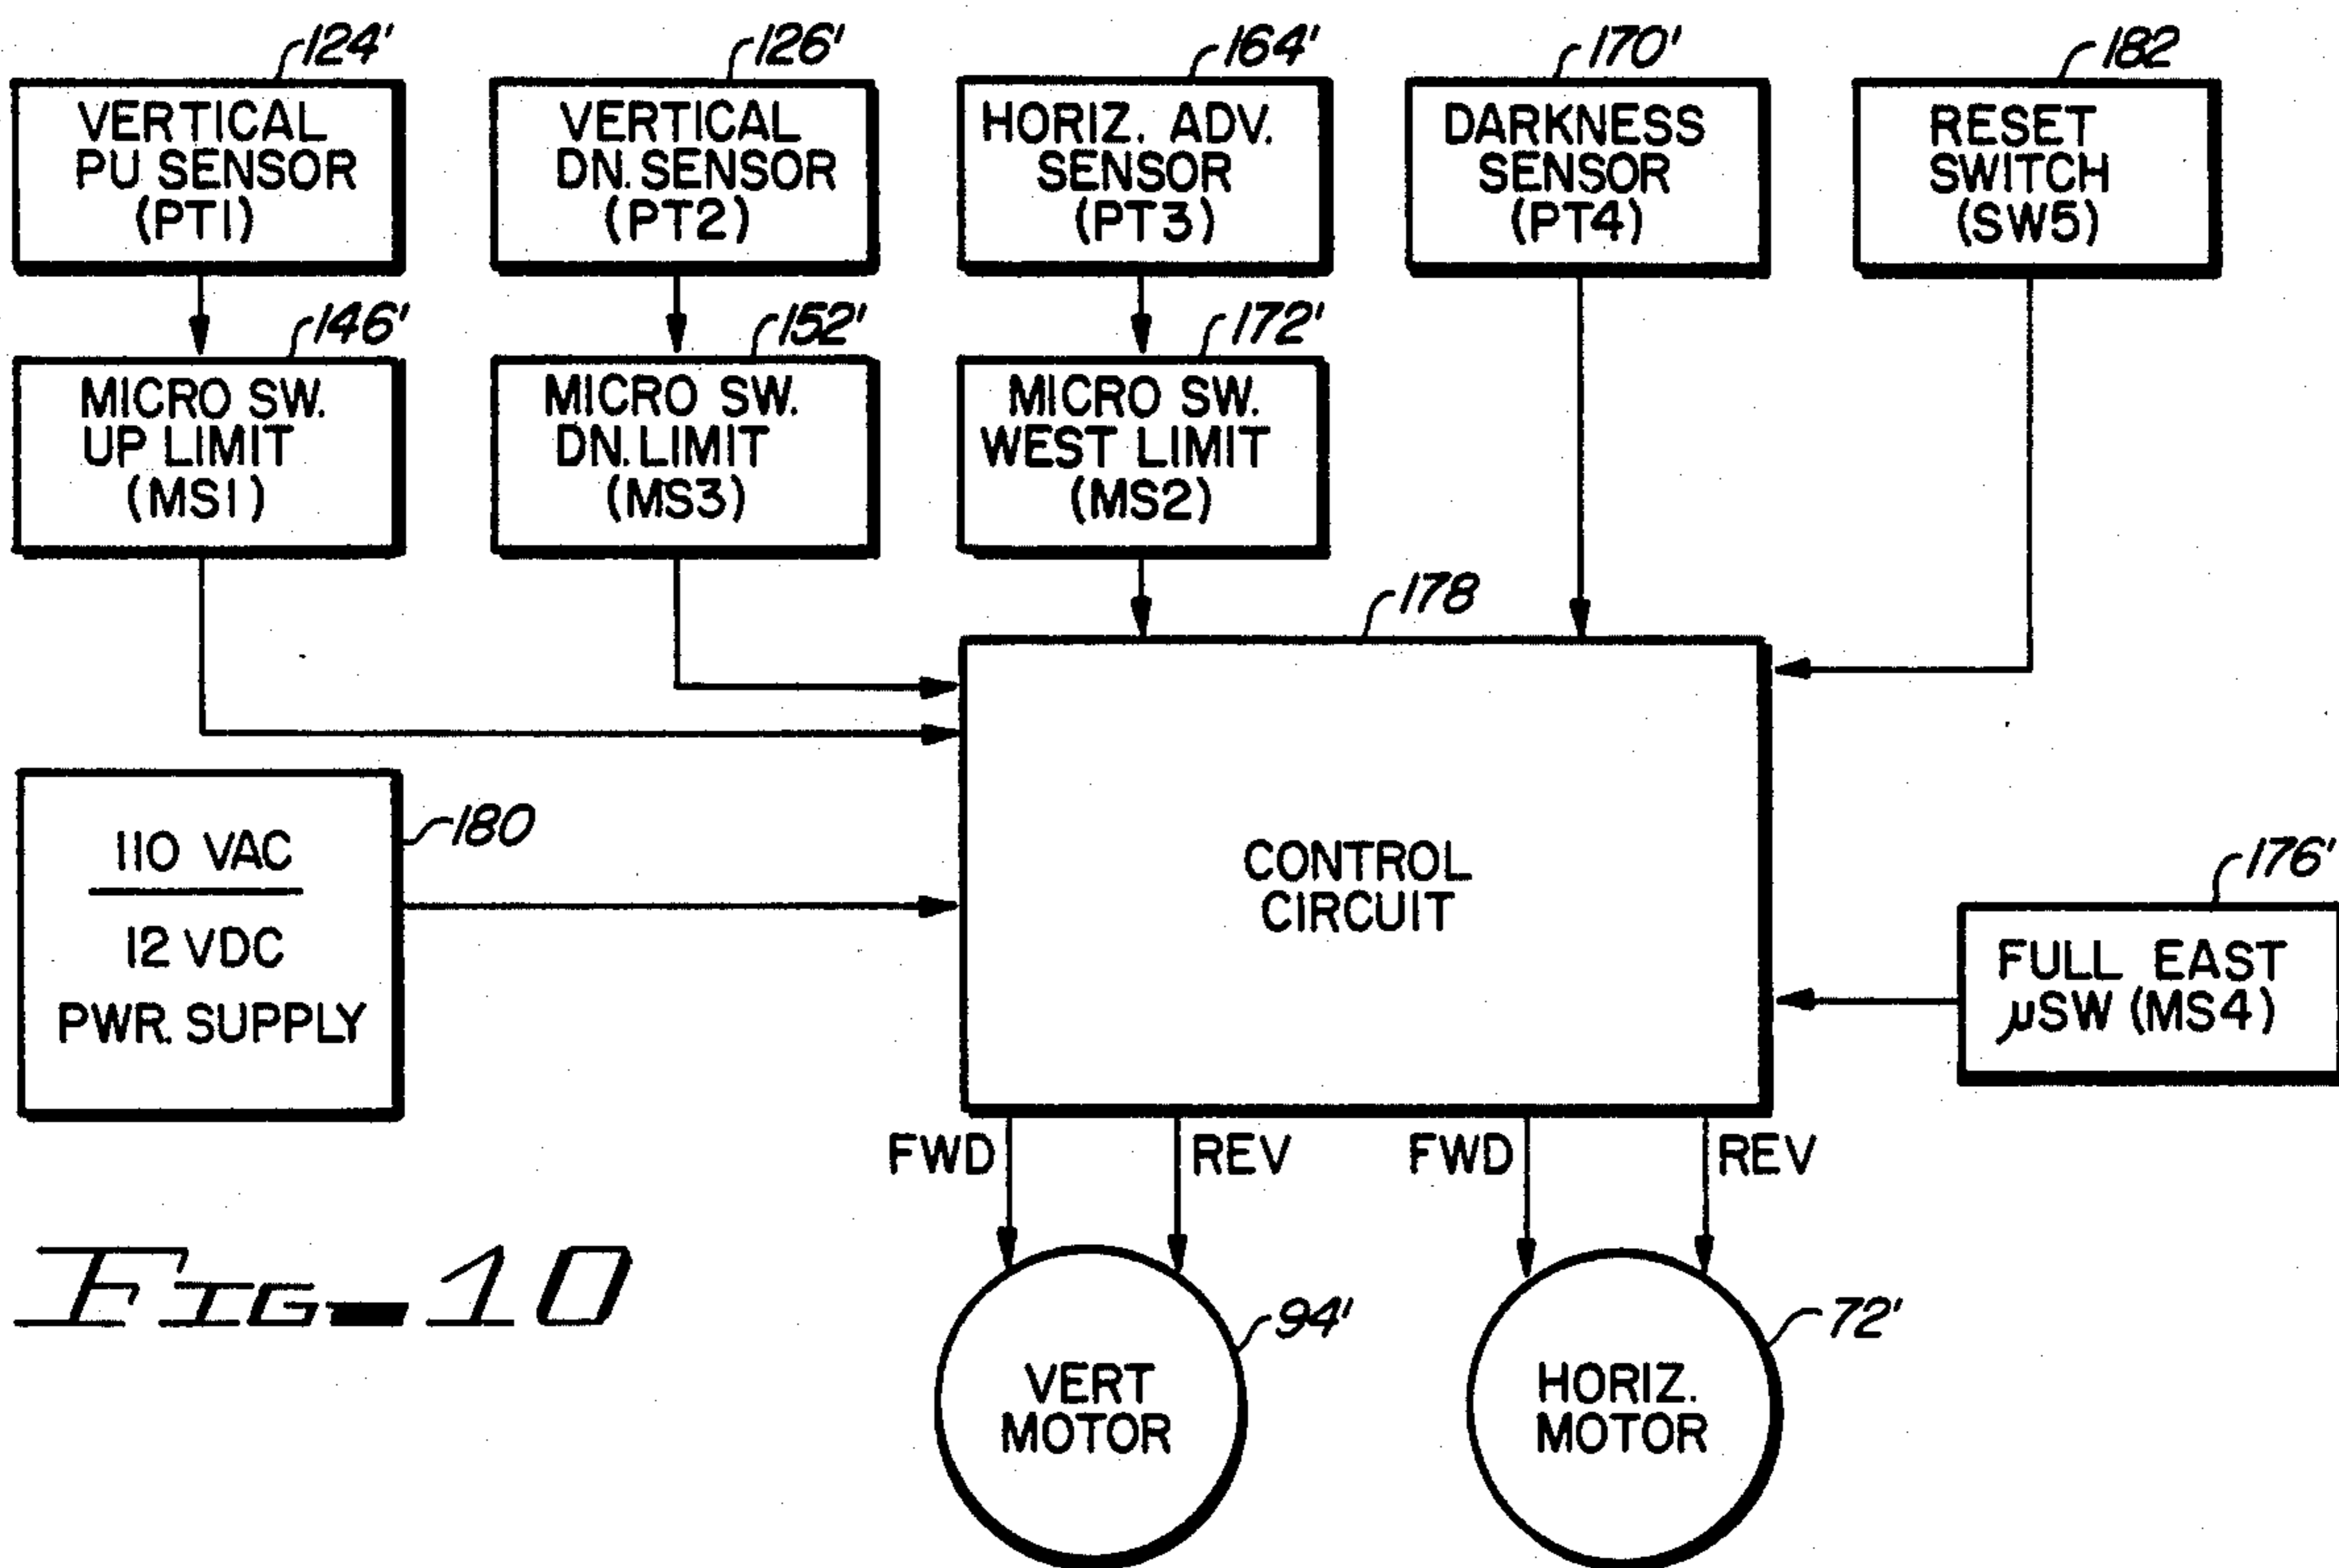 124'
VERTICAL
PU SENSOR
(PT1)
126'
VERTICAL
DN. SENSOR
(PT2)
164'
HORIZ. ADV.
SENSOR
(PT3)
170'
DARKNESS
SENSOR
(PT4)
182
RESET
SWITCH
(SW5)
146'
MICRO SW.
UP LIMIT
(MS1)
152'
MICRO SW.
DN. LIMIT
(MS3)
172'
MICRO SW.
WEST LIMIT
(MS2)
178
CONTROL
CIRCUIT
180
110 VAC
12 VDC
PWR. SUPPLY
176'
FULL EAST
µSW (MS4)
FWD
REV
FWD
REV
94'
VERT
MOTOR
72'
HORIZ.
MOTOR
FIG-10